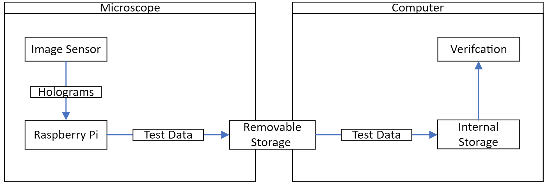 Microscope
Computer
Image Sensor
Verifcation
Holograms
Raspberry Pi
Test Data
Removable
Storage
Test Data
Internal
Storage